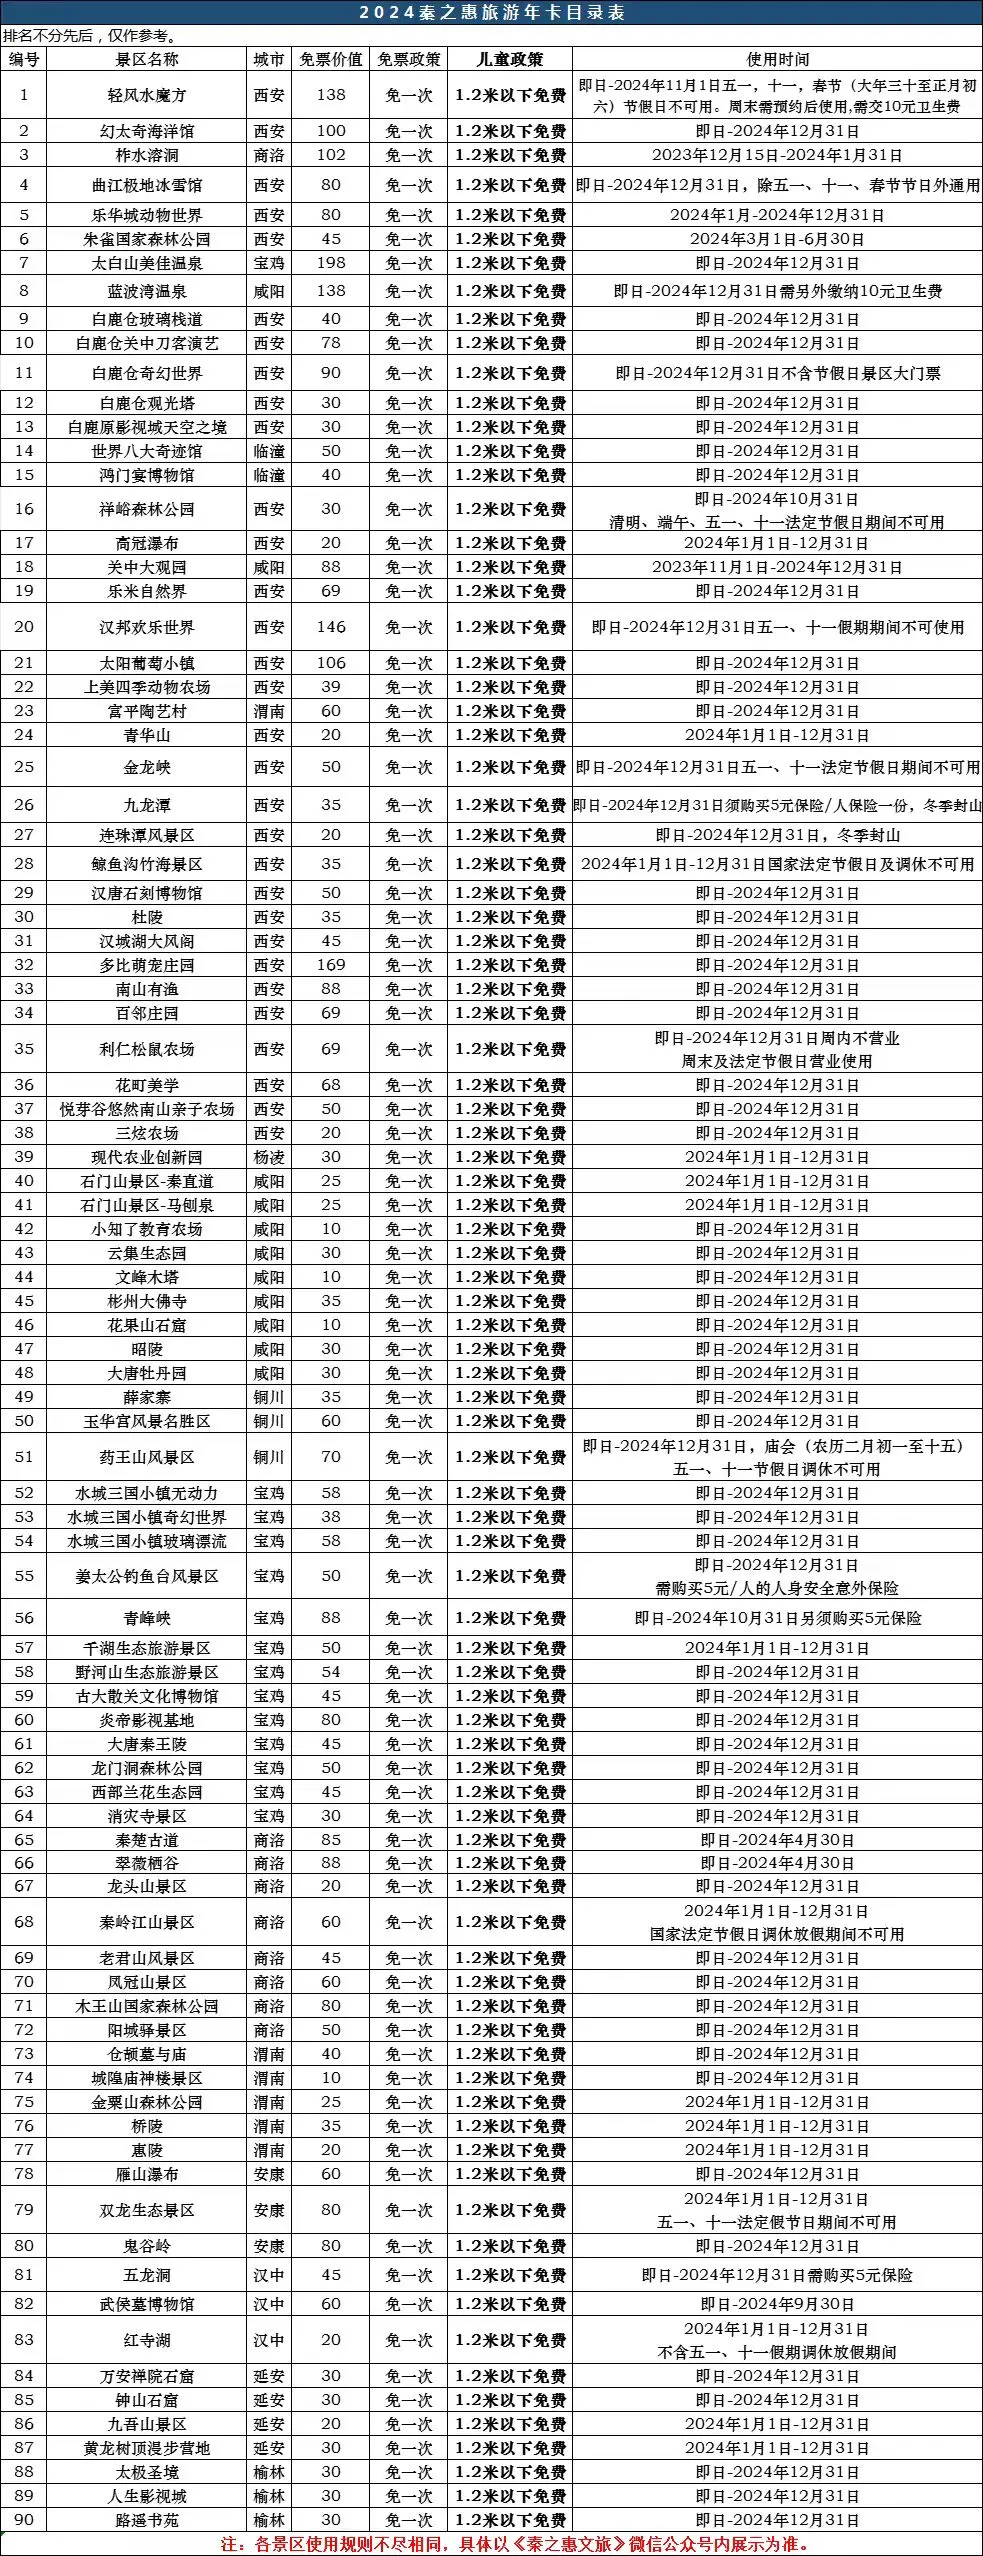 2024秦之惠旅游年卡目录表
排名不分先后，仅作参考。
编号 景区名称 城市 免票价值 免票政策 儿童政策 使用时间
1 轻风水魔方 西安 138 免一次 1.2米以下免费 即日-2024年11月1日五一，十一，春节（大年三十至正月初
六）节假日不可用。周末需预约后使用,需交10元卫生费
2 幻太奇海洋馆 西安 100 免一次 1.2米以下免费 即日-2024年12月31日
3 柞水溶洞 商洛 102 免一次 1.2米以下免费 2023年12月15日-2024年1月31日
4 曲江极地冰雪馆 西安 80 免一次 1.2米以下免费 即日-2024年12月31日，除五一、十一、春节节日外通用
5 乐华城动物世界 西安 80 免一次 1.2米以下免费 2024年1月-2024年12月31日
6 朱雀国家森林公园 西安 45 免一次 1.2米以下免费 2024年3月1日-6月30日
7 太白山美佳温泉 宝鸡 198 免一次 1.2米以下免费 即日-2024年12月31日
8 蓝波湾温泉 咸阳 138 免一次 1.2米以下免费 即日-2024年12月31日需另外缴纳10元卫生费
9 白鹿仓玻璃栈道 西安 40 免一次 1.2米以下免费 即日-2024年12月31日
10 白鹿仓关中刀客演艺 西安 78 免一次 1.2米以下免费 即日-2024年12月31日
11 白鹿仓奇幻世界 西安 90 免一次 1.2米以下免费 即日-2024年12月31日不含节假日景区大门票
12 白鹿仓观光塔 西安 30 免一次 1.2米以下免费 即日-2024年12月31日
13 白鹿原影视城天空之境 西安 30 免一次 1.2米以下免费 即日-2024年12月31日
14 世界八大奇迹馆 临潼 50 免一次 1.2米以下免费 即日-2024年12月31日
15 鸿门宴博物馆 临潼 40 免一次 1.2米以下免费 即日-2024年12月31日
16 祥峪森林公园 西安 30 免一次 1.2米以下免费 即日-2024年10月31日
清明、端午、五一、十一法定节假日期间不可用
17 高冠瀑布 西安 20 免一次 1.2米以下免费 2024年1月1日-12月31日
18 关中大观园 咸阳 88 免一次 1.2米以下免费 2023年11月1日-2024年12月31日
19 乐米自然界 西安 69 免一次 1.2米以下免费 即日-2024年12月31日
20 汉邦欢乐世界 西安 146 免一次 1.2米以下免费 即日-2024年12月31日五一、十一假期期间不可使用
21 太阳葡萄小镇 西安 106 免一次 1.2米以下免费 即日-2024年12月31日
22 上美四季动物农场 西安 39 免一次 1.2米以下免费 即日-2024年12月31日
23 富平陶艺村 渭南 60 免一次 1.2米以下免费 即日-2024年12月31日
24 青华山 西安 20 免一次 1.2米以下免费 2024年1月1日-12月31日
25 金龙峡 西安 50 免一次 1.2米以下免费 即日-2024年12月31日五一、十一法定节假日期间不可用
26 九龙潭 西安 35 免一次 1.2米以下免费 即日-2024年12月31日须购买5元保险/人保险一份，冬季封山
27 连珠潭风景区 西安 20 免一次 1.2米以下免费 即日-2024年12月31日，冬季封山
28 鲸鱼沟竹海景区 西安 35 免一次 1.2米以下免费 2024年1月1日-12月31日国家法定节假日及调休不可用
29 汉唐石刻博物馆 西安 50 免一次 1.2米以下免费 即日-2024年12月31日
30 杜陵 西安 35 免一次 1.2米以下免费 即日-2024年12月31日
31 汉城湖大风阁 西安 45 免一次 1.2米以下免费 即日-2024年12月31日
32 多比萌宠庄园 西安 169 免一次 1.2米以下免费 即日-2024年12月31日
33 南山有渔 西安 88 免一次 1.2米以下免费 即日-2024年12月31日
34 百邻庄园 西安 69 免一次 1.2米以下免费 即日-2024年12月31日
35 利仁松鼠农场 西安 69 免一次 1.2米以下免费 即日-2024年12月31日周内不营业
周末及法定节假日营业使用
36 花町美学 西安 68 免一次 1.2米以下免费 即日-2024年12月31日
37 悦芽谷悠然南山亲子农场 西安 50 免一次 1.2米以下免费 即日-2024年12月31日
38 三炫农场 西安 20 免一次 1.2米以下免费 即日-2024年12月31日
39 现代农业创新园 杨凌 30 免一次 1.2米以下免费 2024年1月1日-12月31日
40 石门山景区-秦直道 咸阳 25 免一次 1.2米以下免费 2024年1月1日-12月31日
41 石门山景区-马刨泉 咸阳 25 免一次 1.2米以下免费 2024年1月1日-12月31日
42 小知了教育农场 咸阳 10 免一次 1.2米以下免费 即日-2024年12月31日
43 云集生态园 咸阳 30 免一次 1.2米以下免费 即日-2024年12月31日
44 文峰木塔 咸阳 10 免一次 1.2米以下免费 即日-2024年12月31日
45 彬州大佛寺 咸阳 35 免一次 1.2米以下免费 即日-2024年12月31日
46 花果山石窟 咸阳 10 免一次 1.2米以下免费 即日-2024年12月31日
47 昭陵 咸阳 30 免一次 1.2米以下免费 即日-2024年12月31日
48 大唐牡丹园 咸阳 30 免一次 1.2米以下免费 即日-2024年12月31日
49 薛家寨 铜川 35 免一次 1.2米以下免费 即日-2024年12月31日
50 玉华宫风景名胜区 铜川 60 免一次 1.2米以下免费 即日-2024年12月31日
51 药王山风景区 铜川 70 免一次 1.2米以下免费 即日-2024年12月31日，庙会（农历二月初一至十五）
五一、十一节假日调休不可用
52 水城三国小镇无动力 宝鸡 58 免一次 1.2米以下免费 即日-2024年12月31日
53 水城三国小镇奇幻世界 宝鸡 38 免一次 1.2米以下免费 即日-2024年12月31日
54 水城三国小镇玻璃漂流 宝鸡 58 免一次 1.2米以下免费 即日-2024年12月31日
55 姜太公钓鱼台风景区 宝鸡 50 免一次 1.2米以下免费 即日-2024年12月31日
需购买5元/人的人身安全意外保险
56 青峰峡 宝鸡 88 免一次 1.2米以下免费 即日-2024年10月31日另须购买5元保险
57 千湖生态旅游景区 宝鸡 50 免一次 1.2米以下免费 2024年1月1日-12月31日
58 野河山生态旅游景区 宝鸡 54 免一次 1.2米以下免费 即日-2024年12月31日
59 古大散关文化博物馆 宝鸡 45 免一次 1.2米以下免费 即日-2024年12月31日
60 炎帝影视基地 宝鸡 80 免一次 1.2米以下免费 即日-2024年12月31日
61 大唐秦王陵 宝鸡 45 免一次 1.2米以下免费 即日-2024年12月31日
62 龙门洞森林公园 宝鸡 50 免一次 1.2米以下免费 即日-2024年12月31日
63 西部兰花生态园 宝鸡 45 免一次 1.2米以下免费 即日-2024年12月31日
64 消灾寺景区 宝鸡 30 免一次 1.2米以下免费 即日-2024年12月31日
65 秦楚古道 商洛 85 免一次 1.2米以下免费 即日-2024年4月30日
66 翠薇栖谷 商洛 88 免一次 1.2米以下免费 即日-2024年4月30日
67 龙头山景区 商洛 20 免一次 1.2米以下免费 即日-2024年12月31日
68 秦岭江山景区 商洛 60 免一次 1.2米以下免费 2024年1月1日-12月31日
国家法定节假日调休放假期间不可用
69 老君山风景区 商洛 45 免一次 1.2米以下免费 即日-2024年12月31日
70 凤冠山景区 商洛 60 免一次 1.2米以下免费 即日-2024年12月31日
71 木王山国家森林公园 商洛 80 免一次 1.2米以下免费 即日-2024年12月31日
72 阳城驿景区 商洛 50 免一次 1.2米以下免费 即日-2024年12月31日
73 仓颉墓与庙 渭南 40 免一次 1.2米以下免费 即日-2024年12月31日
74 城隍庙神楼景区 渭南 10 免一次 1.2米以下免费 即日-2024年12月31日
75 金粟山森林公园 渭南 25 免一次 1.2米以下免费 2024年1月1日-12月31日
76 桥陵 渭南 35 免一次 1.2米以下免费 2024年1月1日-12月31日
77 惠陵 渭南 20 免一次 1.2米以下免费 2024年1月1日-12月31日
78 雁山瀑布 安康 60 免一次 1.2米以下免费 即日-2024年12月31日
79 双龙生态景区 安康 80 免一次 1.2米以下免费 2024年1月1日-12月31日
五一、十一法定假节日期间不可用
80 鬼谷岭 安康 80 免一次 1.2米以下免费 即日-2024年12月31日
81 五龙洞 汉中 45 免一次 1.2米以下免费 即日-2024年12月31日需购买5元保险
82 武侯墓博物馆 汉中 60 免一次 1.2米以下免费 即日-2024年9月30日
83 红寺湖 汉中 20 免一次 1.2米以下免费 2024年1月1日-12月31日
不含五一、十一假期调休放假期间
84 万安禅院石窟 延安 30 免一次 1.2米以下免费 即日-2024年12月31日
85 钟山石窟 延安 30 免一次 1.2米以下免费 即日-2024年12月31日
86 九吾山景区 延安 20 免一次 1.2米以下免费 2024年1月1日-12月31日
87 黄龙树顶漫步营地 延安 30 免一次 1.2米以下免费 2024年1月1日-12月31日
88 太极圣境 榆林 30 免一次 1.2米以下免费 即日-2024年12月31日
89 人生影视城 榆林 30 免一次 1.2米以下免费 即日-2024年12月31日
90 路遥书苑 榆林 30 免一次 1.2米以下免费 即日-2024年12月31日
注：各景区使用规则不尽相同，具体以《秦之惠文旅》微信公众号内展示为准。